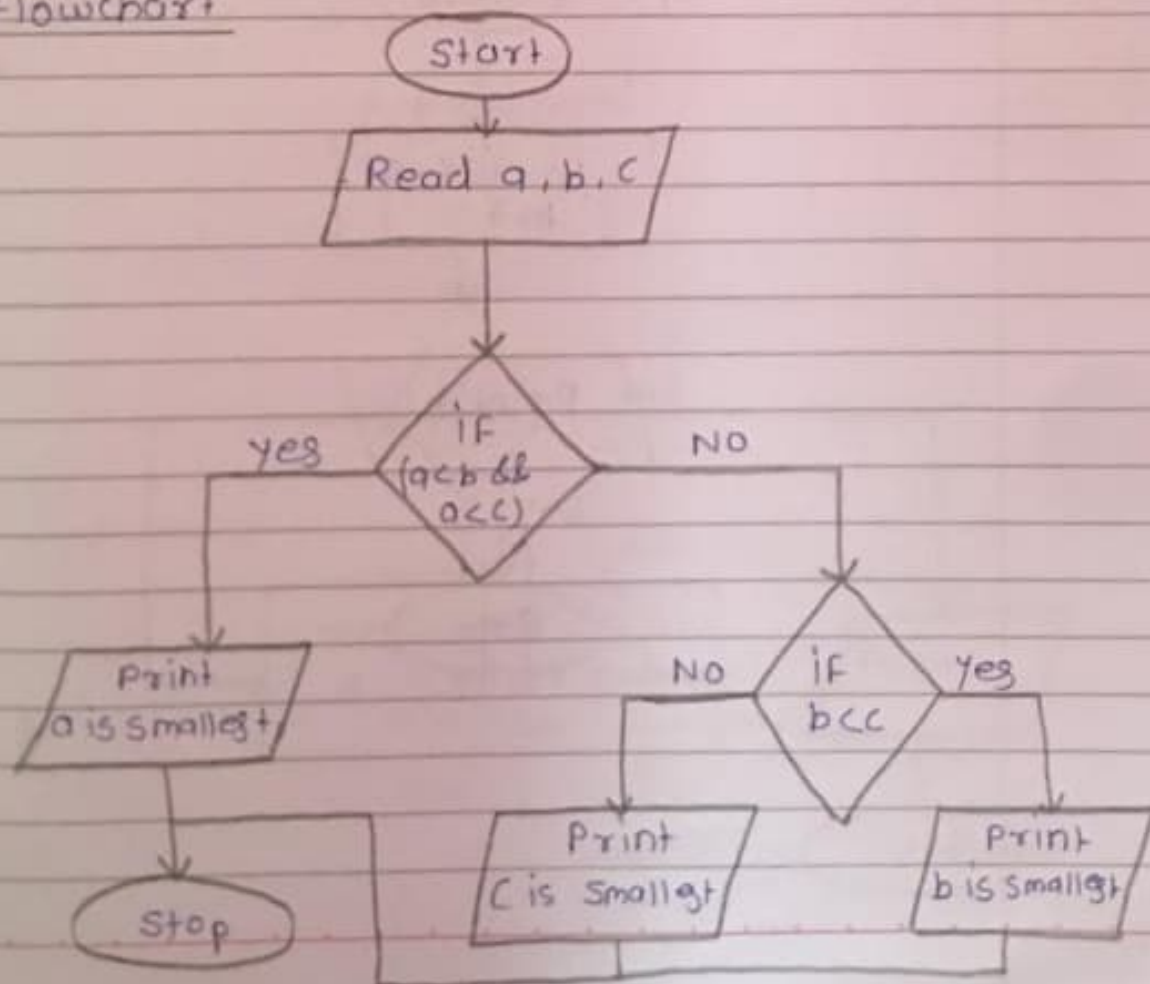 Flowchart
Start
Read a, b, c
if
(a<b &&
a<c)
yes
NO
Print
a is smallest
if
b<c
NO
yes
Print
C is smallest
Print
b is smallest
Stop